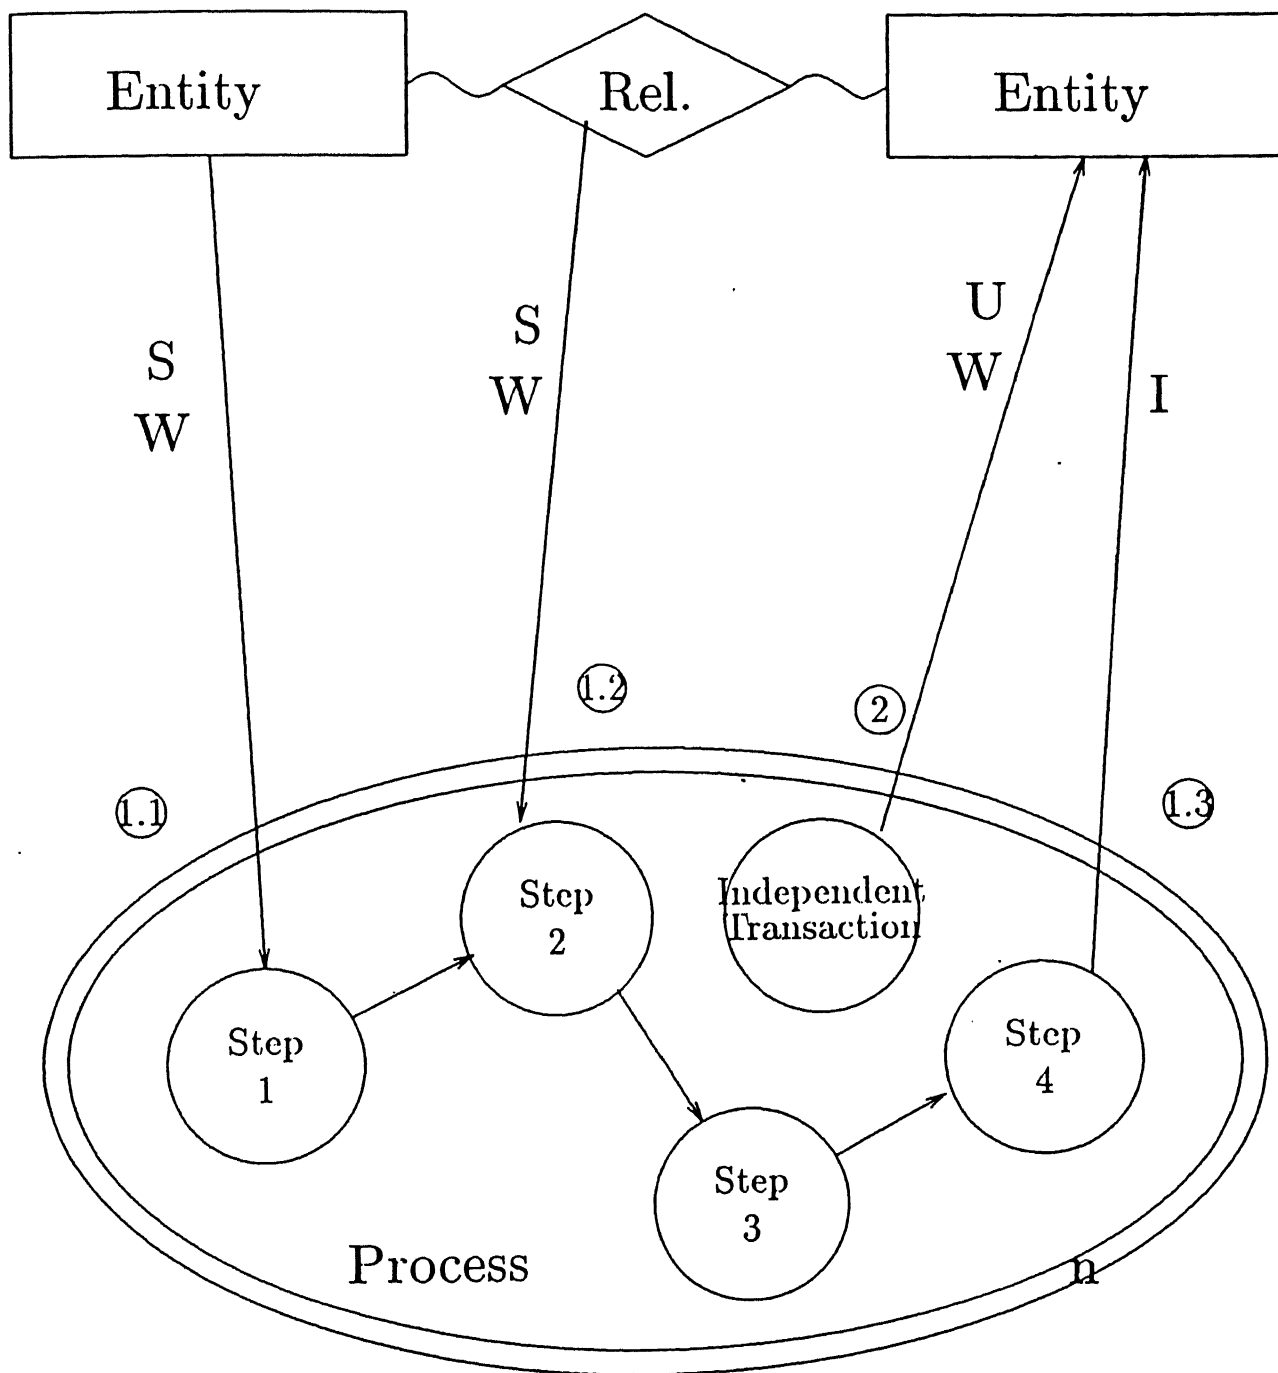 Entity
Rel.
Entity
S
W
S
W
U
W
I
1.2
2
1.1
1.3
Step
2
Independent
Transaction
Step
1
Step
4
Step
3
Process
n